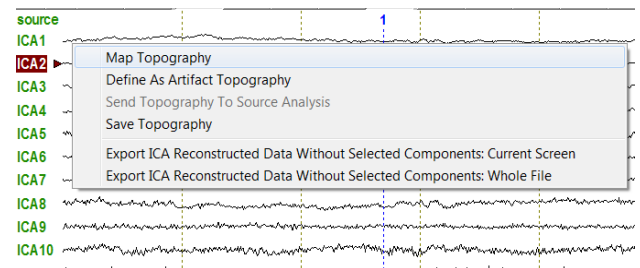 source
1
ICA1
Map Topography
ICA2
Define As Artifact Topography
ICA3
Send Topography To Source Analysis
ICA4
Save Topography
ICA5
Export ICA Reconstructed Data Without Selected Components: Current Screen
ICA6
Export ICA Reconstructed Data Without Selected Components: Whole File
ICA7
ICA8
ICA9
ICA10